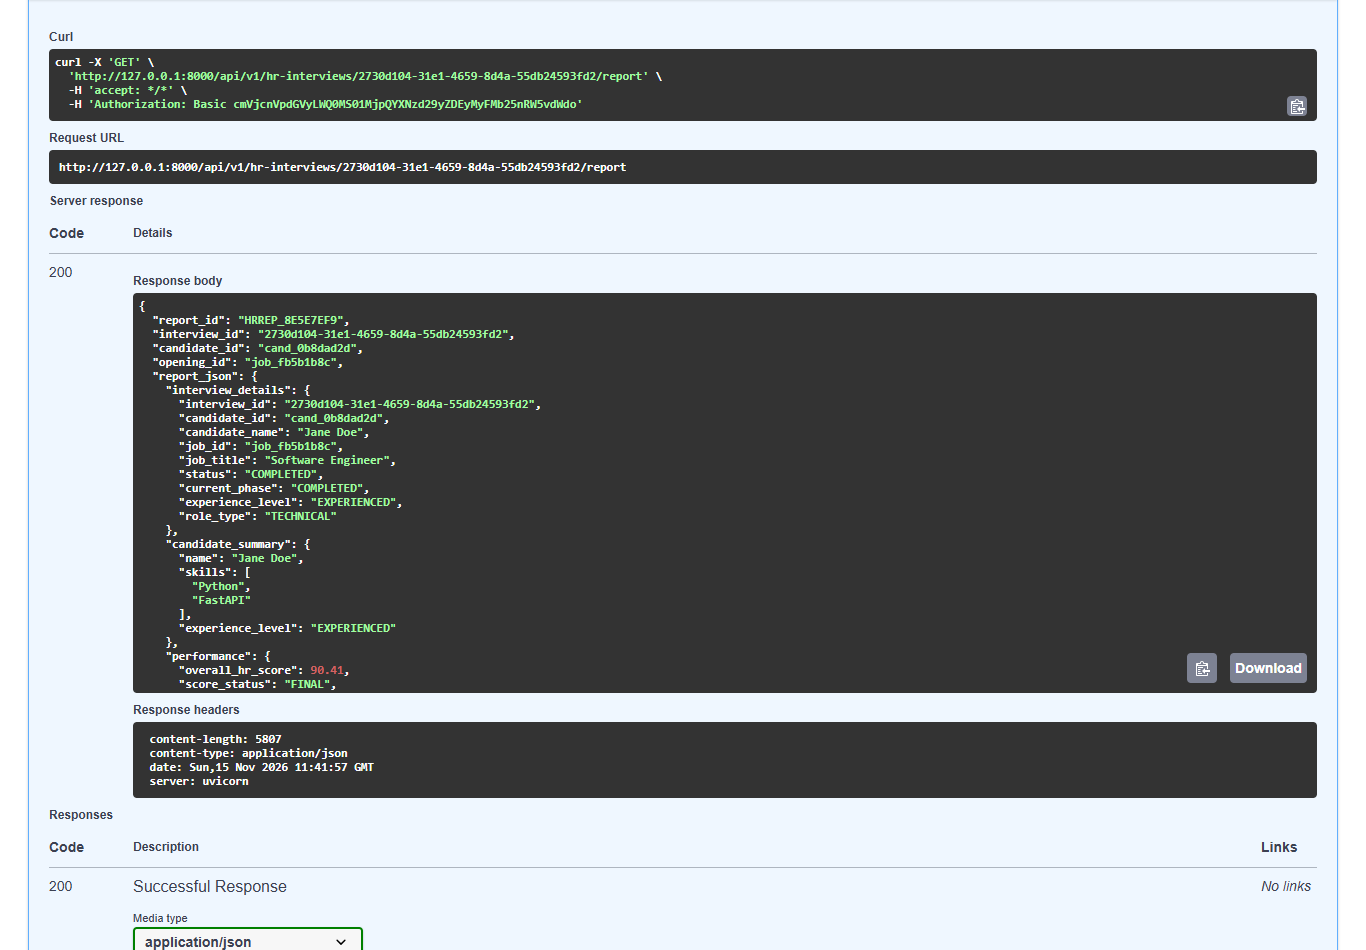 Curl
curl -X 'GET' \
'http://127.0.0.1:8000/api/v1/hr-interviews/2730d104-31e1-4659-8d4a-55db24593fd2/report' \
-H 'accept: */*' \
-H 'Authorization: Basic cmVjcnVpdGVyLWQ0MS01MjpQYXNzd29yZDEyMyFMb25nRW5vdWdo'
Request URL
http://127.0.0.1:8000/api/v1/hr-interviews/2730d104-31e1-4659-8d4a-55db24593fd2/report
Server response
Code Details
200
Response body
{
"report_id": "HRREP_8E5E7EF9",
"interview_id": "2730d104-31e1-4659-8d4a-55db24593fd2",
"candidate_id": "cand_0b8dad2d",
"opening_id": "job_fb5b1b8c",
"report_json": {
"interview_details": {
"interview_id": "2730d104-31e1-4659-8d4a-55db24593fd2",
"candidate_id": "cand_0b8dad2d",
"candidate_name": "Jane Doe",
"job_id": "job_fb5b1b8c",
"job_title": "Software Engineer",
"status": "COMPLETED",
"current_phase": "COMPLETED",
"experience_level": "EXPERIENCED",
"role_type": "TECHNICAL"
},
"candidate_summary": {
"name": "Jane Doe",
"skills": [
"Python",
"FastAPI"
],
"experience_level": "EXPERIENCED"
},
"performance": {
"overall_hr_score": 90.41,
"score_status": "FINAL",
Download
Response headers
content-length: 5807
content-type: application/json
date: Sun,15 Nov 2026 11:41:57 GMT
server: uvicorn
Responses
Code Description Links
200 Successful Response No links
Media type
application/json